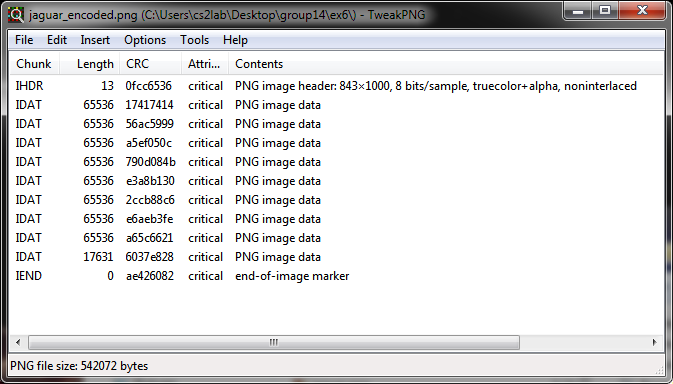 jaguar_encoded.png (C:\Users\cs2lab\Desktop\group14\ex6\) - TweakPNG
File Edit Insert Options Tools Help
Chunk Length CRC Attri... Contents
IHDR 13 0fcc6536 critical PNG image header: 843×1000, 8 bits/sample, truecolor+alpha, noninterlaced
IDAT 65536 17417414 critical PNG image data
IDAT 65536 56ac5999 critical PNG image data
IDAT 65536 a5ef050c critical PNG image data
IDAT 65536 790d084b critical PNG image data
IDAT 65536 e3a8b130 critical PNG image data
IDAT 65536 2ccb88c6 critical PNG image data
IDAT 65536 e6aeb3fe critical PNG image data
IDAT 65536 a65c6621 critical PNG image data
IDAT 17631 6037e828 critical PNG image data
IEND 0 ae426082 critical end-of-image marker
PNG file size: 542072 bytes